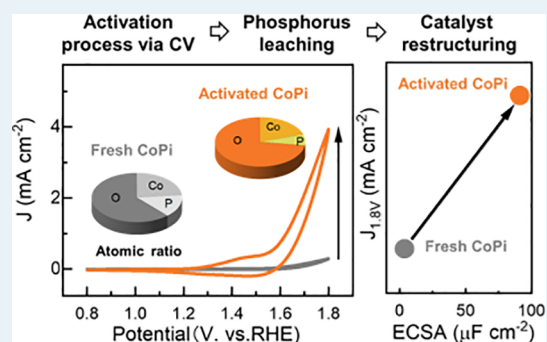 Activation process via CV ⇨ Phosphorus leaching ⇨ Catalyst restructuring
J (mA cm-2)
4
2
0
Activated CoPi
O
Co
P
Fresh CoPi
O
Co
P
Atomic ratio
0.8 1.0 1.2 1.4 1.6 1.8
Potential(V. vs.RHE)
J1.8V (mA cm-2)
Activated CoPi
Fresh CoPi
0 50 100
ECSA (μF cm-2)